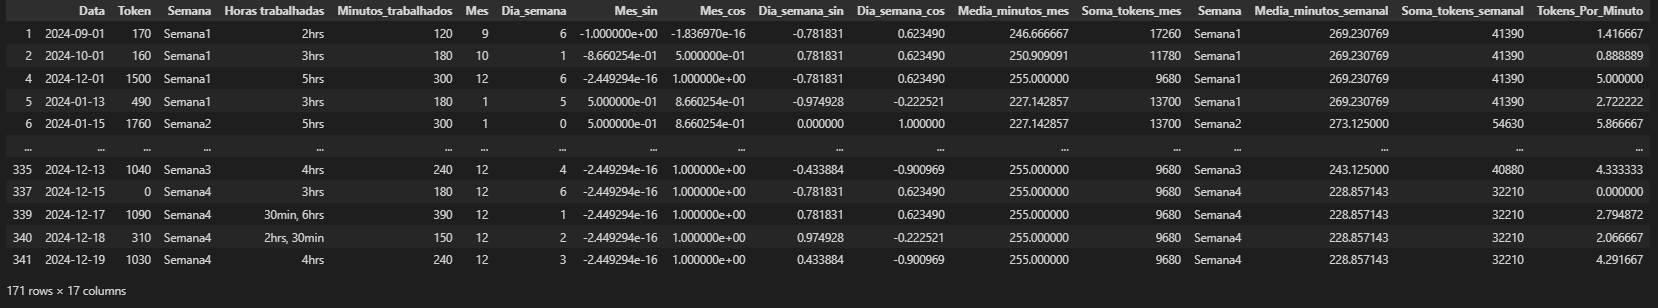 Data Token Semana Horas trabalhadas Minutos_trabalhados Mes Dia_semana Mes_sin Mes_cos Dia_semana_sin Dia_semana_cos Media_minutos_mes Soma_tokens_mes Semana Media_minutos_semanal Soma_tokens_semanal Tokens_Por_Minuto
1 2024-09-01 170 Semana1 2hrs 120 9 6 -1.000000e+00 -1.836970e-16 -0.781831 0.623490 246.666667 17260 Semana1 269.230769 41390 1.416667
2 2024-10-01 160 Semana1 3hrs 180 10 1 -8.660254e-01 5.000000e-01 0.781831 0.623490 250.909091 11780 Semana1 269.230769 41390 0.888889
4 2024-12-01 1500 Semana1 5hrs 300 12 6 -2.449294e-16 1.000000e+00 -0.781831 0.623490 255.000000 9680 Semana1 269.230769 41390 5.000000
5 2024-01-13 490 Semana1 3hrs 180 1 5 5.000000e-01 8.660254e-01 -0.974928 -0.222521 227.142857 13700 Semana1 269.230769 41390 2.722222
6 2024-01-15 1760 Semana2 5hrs 300 1 0 5.000000e-01 8.660254e-01 0.000000 1.000000 227.142857 13700 Semana2 273.125000 54630 5.866667
... ... ... ... ... ... ... ... ... ... ... ... ... ... ... ... ... ...
335 2024-12-13 1040 Semana3 4hrs 240 12 4 -2.449294e-16 1.000000e+00 -0.433884 -0.900969 255.000000 9680 Semana3 243.125000 40880 4.333333
337 2024-12-15 0 Semana4 3hrs 180 12 6 -2.449294e-16 1.000000e+00 -0.781831 0.623490 255.000000 9680 Semana4 228.857143 32210 0.000000
339 2024-12-17 1090 Semana4 30min, 6hrs 390 12 1 -2.449294e-16 1.000000e+00 0.781831 0.623490 255.000000 9680 Semana4 228.857143 32210 2.794872
340 2024-12-18 310 Semana4 2hrs, 30min 150 12 2 -2.449294e-16 1.000000e+00 0.974928 -0.222521 255.000000 9680 Semana4 228.857143 32210 2.066667
341 2024-12-19 1030 Semana4 4hrs 240 12 3 -2.449294e-16 1.000000e+00 0.433884 -0.900969 255.000000 9680 Semana4 228.857143 32210 4.291667
171 rows × 17 columns